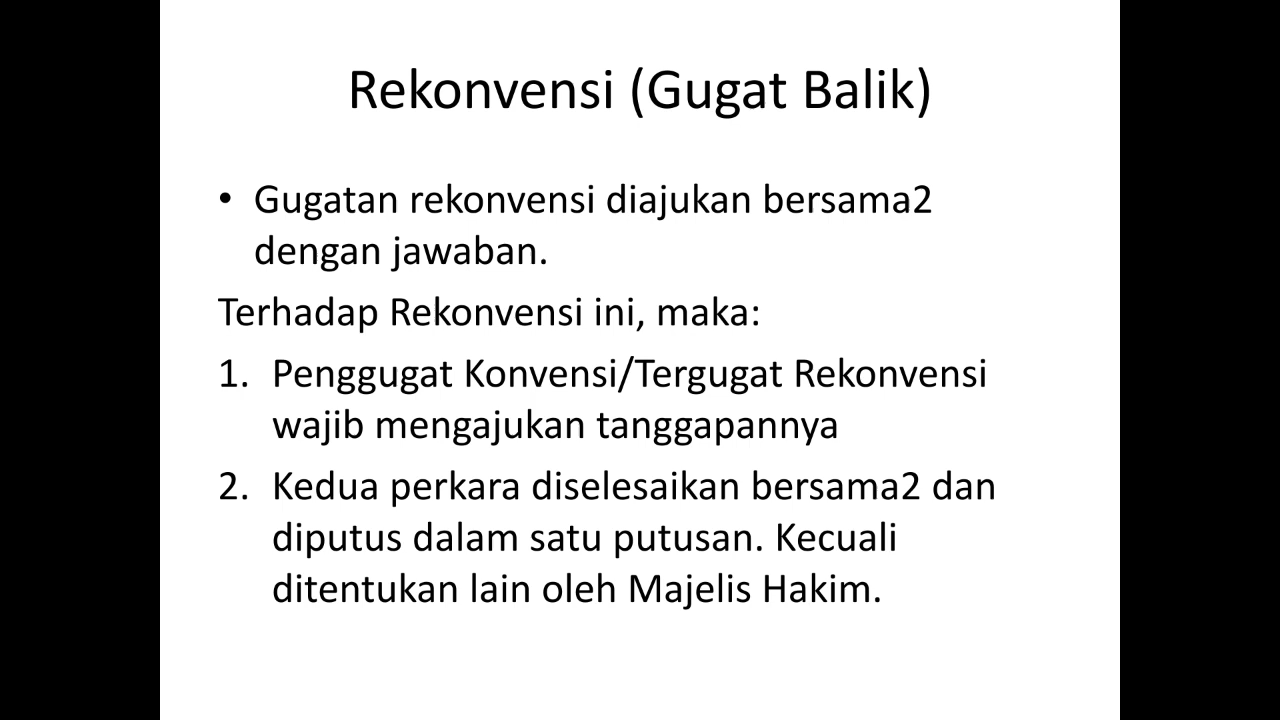 Rekonvensi (Gugat Balik)
• Gugatan rekonvensi diajukan bersama2
dengan jawaban.
Terhadap Rekonvensi ini, maka:
1. Penggugat Konvensi/Tergugat Rekonvensi
wajib mengajukan tanggapannya
2. Kedua perkara diselesaikan bersama2 dan
diputus dalam satu putusan. Kecuali
ditentukan lain oleh Majelis Hakim.